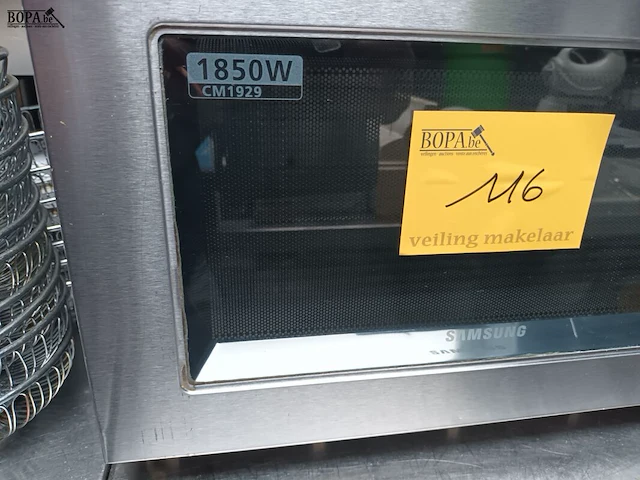 BOPA.be
1850W
CM1929
BOPA.be
116
veiling makelaar
SAMSUNG